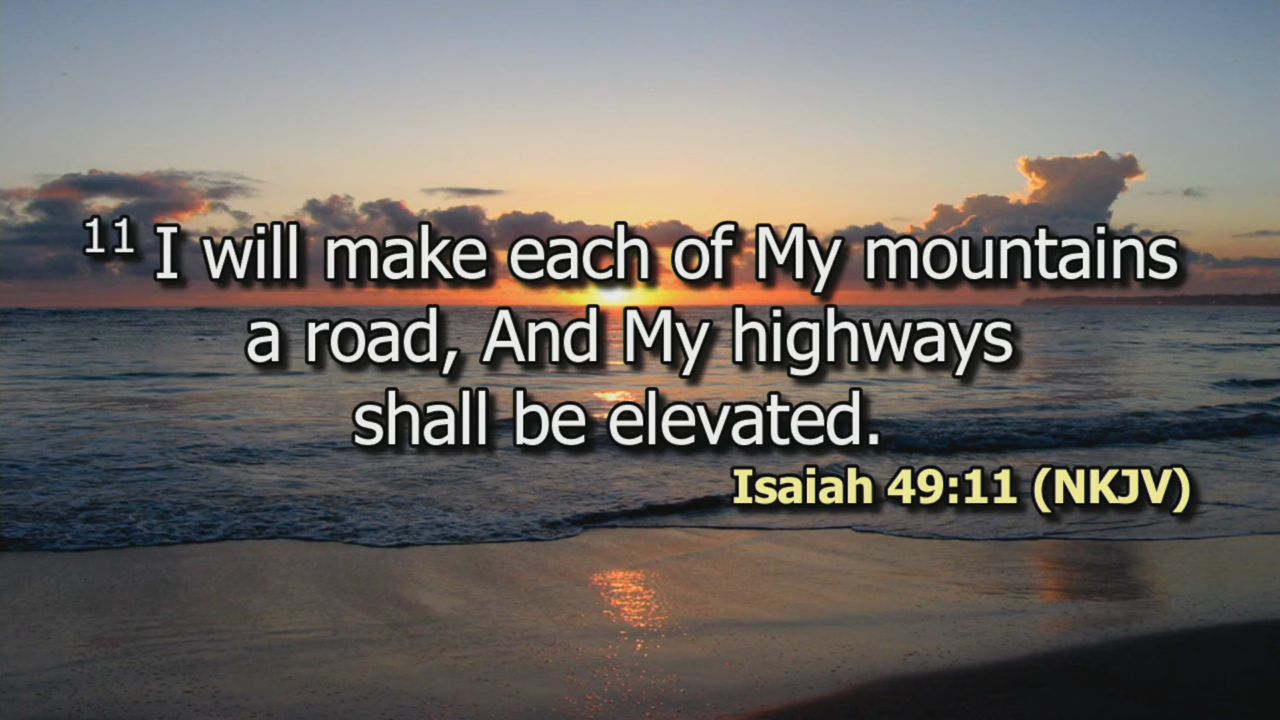 11 I will make each of My mountains
a road, And My highways
shall be elevated.
Isaiah 49:11 (NKJV)